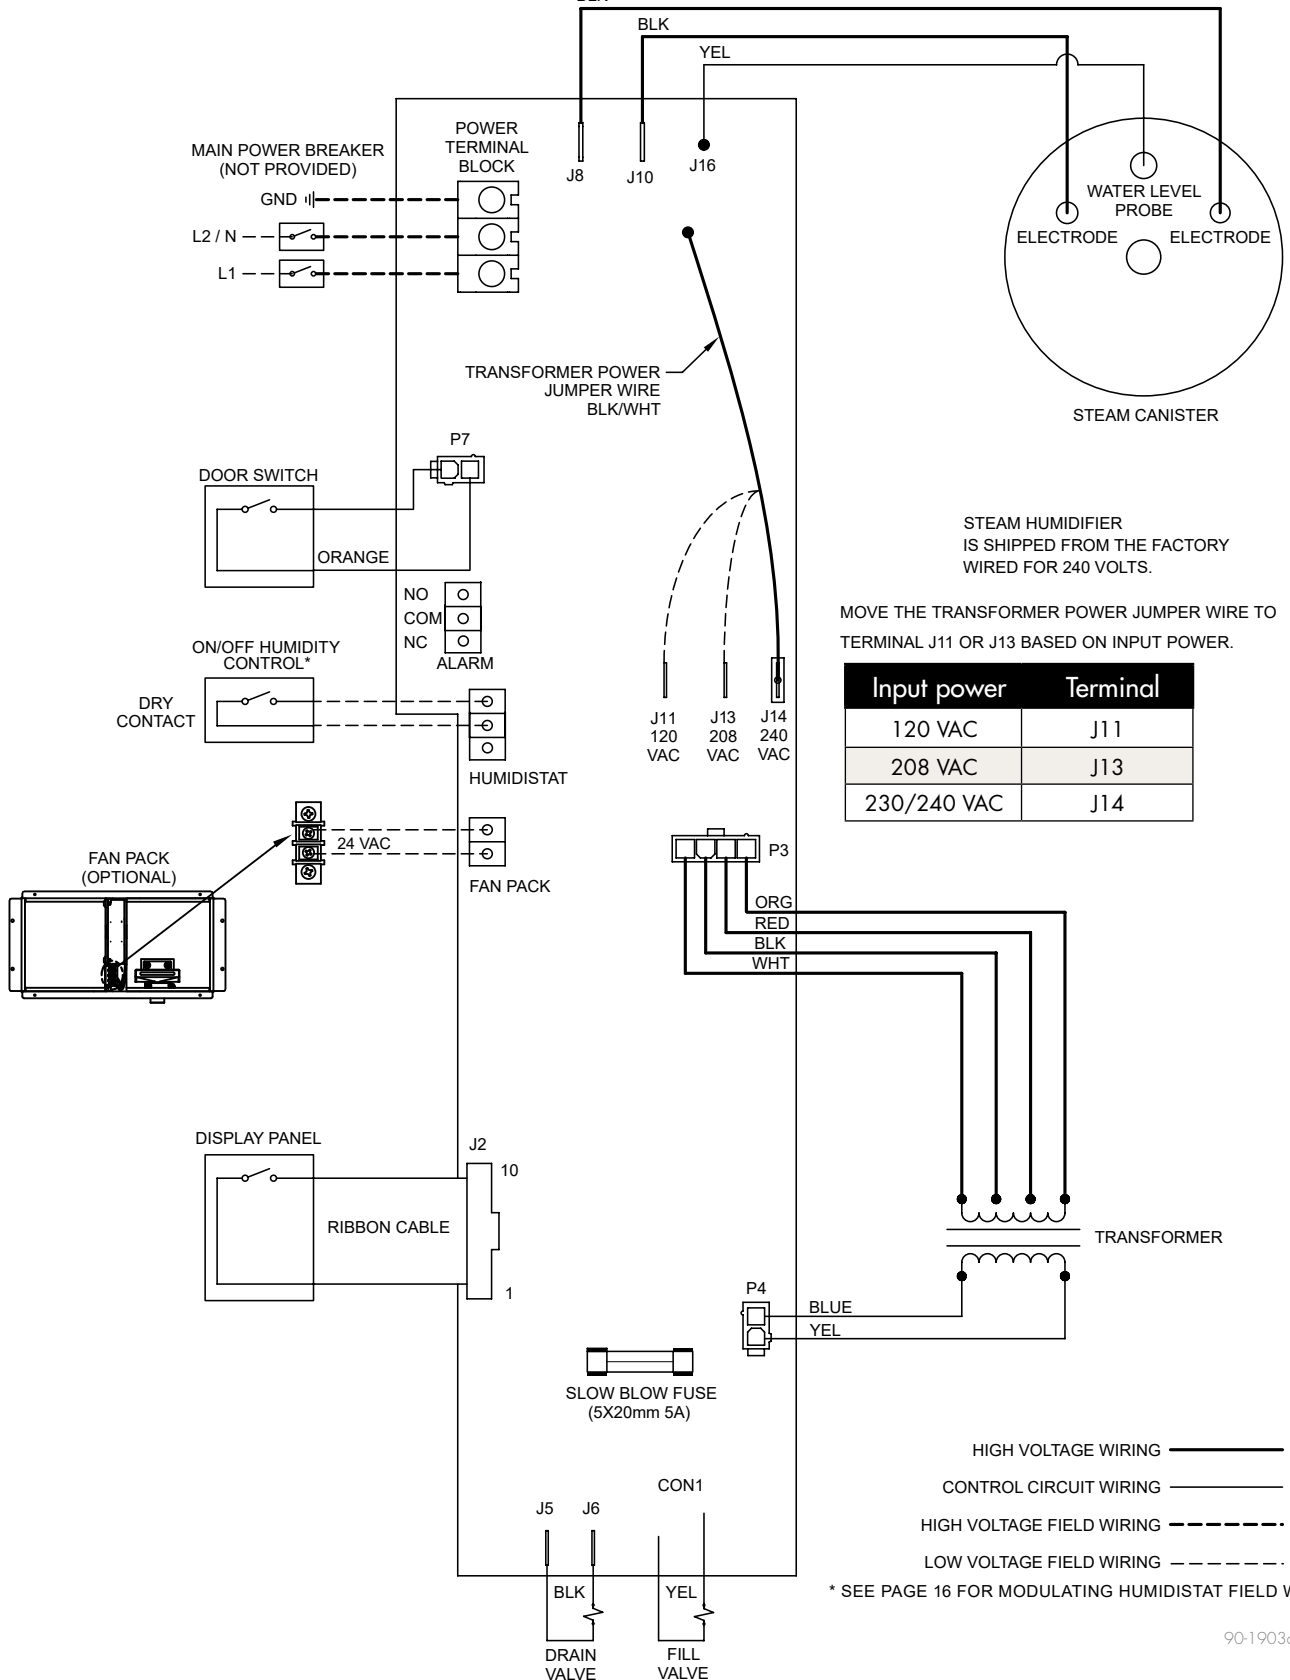 BLK
YEL
MAIN POWER BREAKER
(NOT PROVIDED)
POWER
TERMINAL
BLOCK
GND
L2 / N
L1
J8
J10
J16
WATER LEVEL
PROBE
ELECTRODE
ELECTRODE
STEAM CANISTER
TRANSFORMER POWER
JUMPER WIRE
BLK/WHT
P7
DOOR SWITCH
ORANGE
NO
COM
NC
ALARM
STEAM HUMIDIFIER
IS SHIPPED FROM THE FACTORY
WIRED FOR 240 VOLTS.
MOVE THE TRANSFORMER POWER JUMPER WIRE TO
TERMINAL J11 OR J13 BASED ON INPUT POWER.
Input power Terminal
120 VAC J11
208 VAC J13
230/240 VAC J14
ON/OFF HUMIDITY
CONTROL*
DRY
CONTACT
HUMIDISTAT
J11
120
VAC
J13
208
VAC
J14
240
VAC
24 VAC
FAN PACK
(OPTIONAL)
FAN PACK
P3
ORG
RED
BLK
WHT
DISPLAY PANEL
J2
10
RIBBON CABLE
1
TRANSFORMER
P4
BLUE
YEL
SLOW BLOW FUSE
(5X20mm 5A)
HIGH VOLTAGE WIRING
CONTROL CIRCUIT WIRING
HIGH VOLTAGE FIELD WIRING
LOW VOLTAGE FIELD WIRING
* SEE PAGE 16 FOR MODULATING HUMIDISTAT FIELD
CON1
J5
J6
BLK
YEL
DRAIN
VALVE
FILL
VALVE